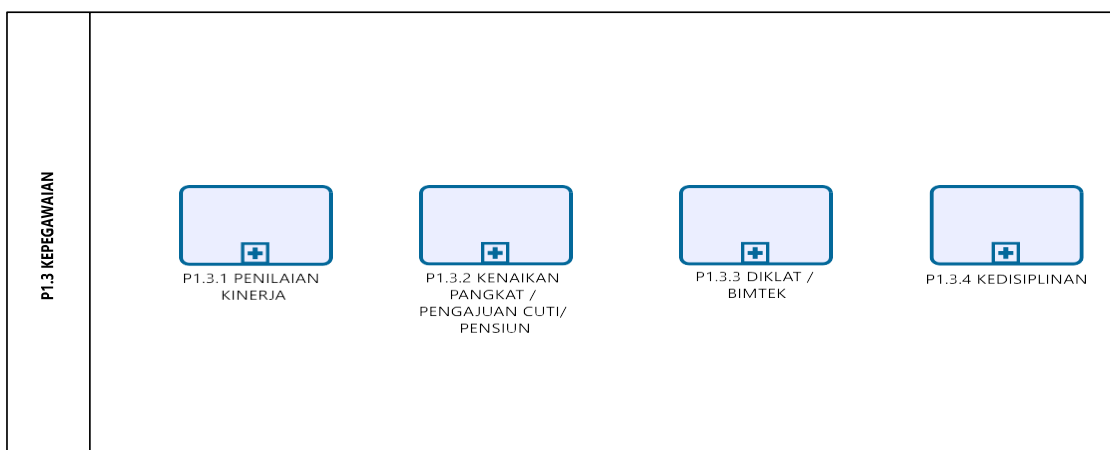 P1.3 KEPEGAWAIAN
P1.3.1 PENILAIAN
KINERJA
P1.3.2 KENAIKAN
PANGKAT /
PENGAJUAN CUTI/
PENSIUN
P1.3.3 DIKLAT /
BIMTEK
P1.3.4 KEDISIPLINAN